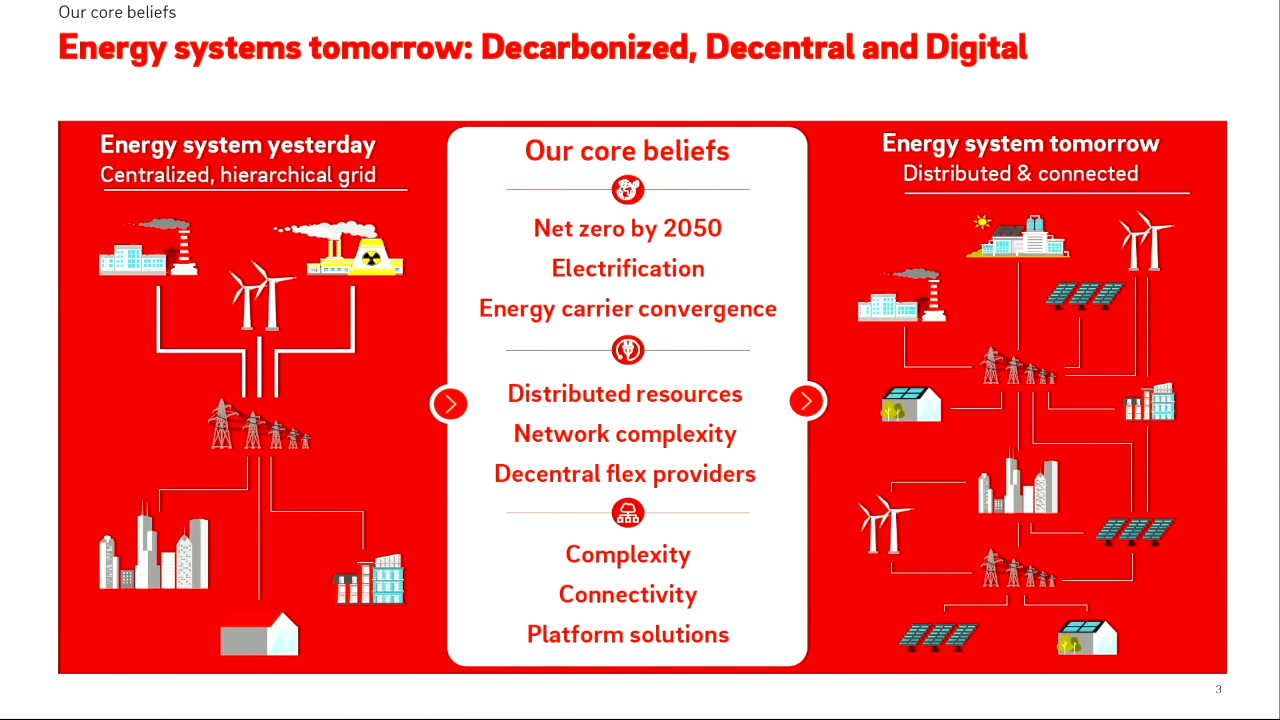 Our core beliefs
Energy systems tomorrow: Decarbonized, Decentral and Digital
Energy system yesterday
Centralized, hierarchical grid
Our core beliefs
Net zero by 2050
Electrification
Energy carrier convergence
Distributed resources
Network complexity
Decentral flex providers
Complexity
Connectivity
Platform solutions
Energy system tomorrow
Distributed & connected
3